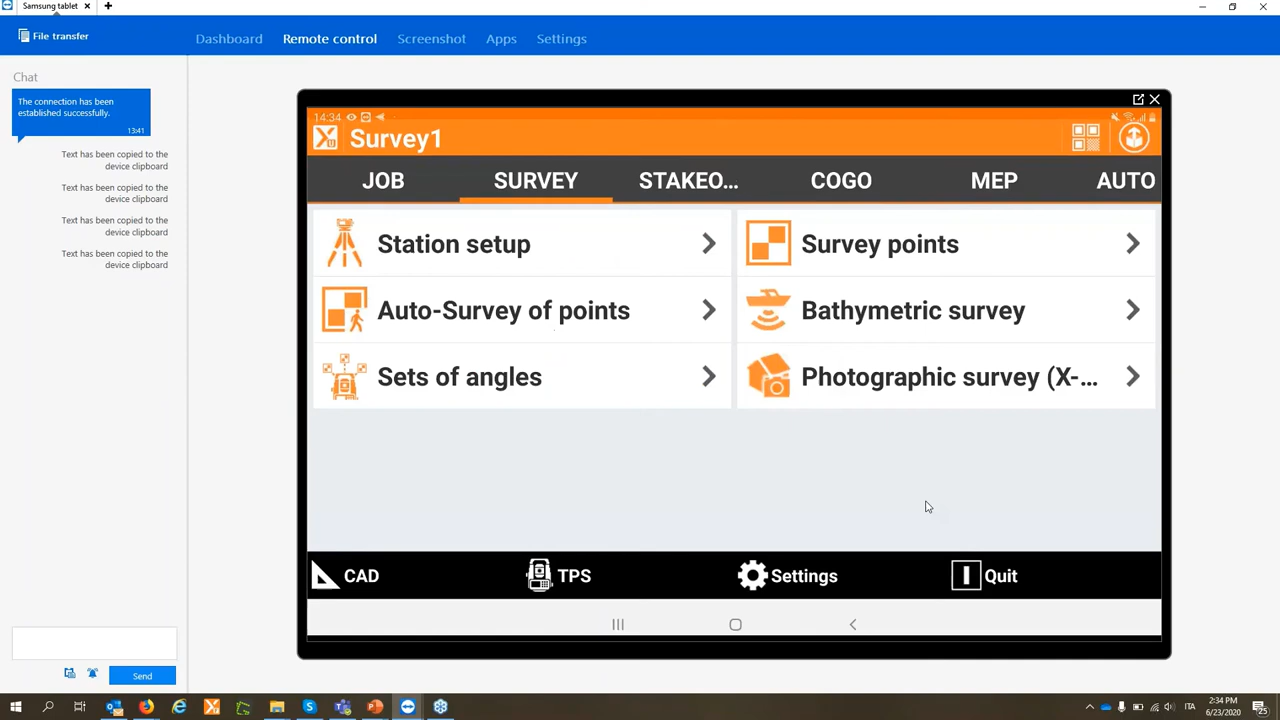 Samsung tablet
File transfer
Dashboard Remote control Screenshot Apps Settings
Chat
The connection has been
established successfully.
13:41
Text has been copied to the
device clipboard
Text has been copied to the
device clipboard
Text has been copied to the
device clipboard
Text has been copied to the
device clipboard
Send
14:34
Survey1
JOB SURVEY STAKEO... COGO MEP AUTO
Station setup
Survey points
Auto-Survey of points
Bathymetric survey
Sets of angles
Photographic survey (X-...
CAD TPS Settings Quit
ITA
2:34 PM
6/23/2020
25